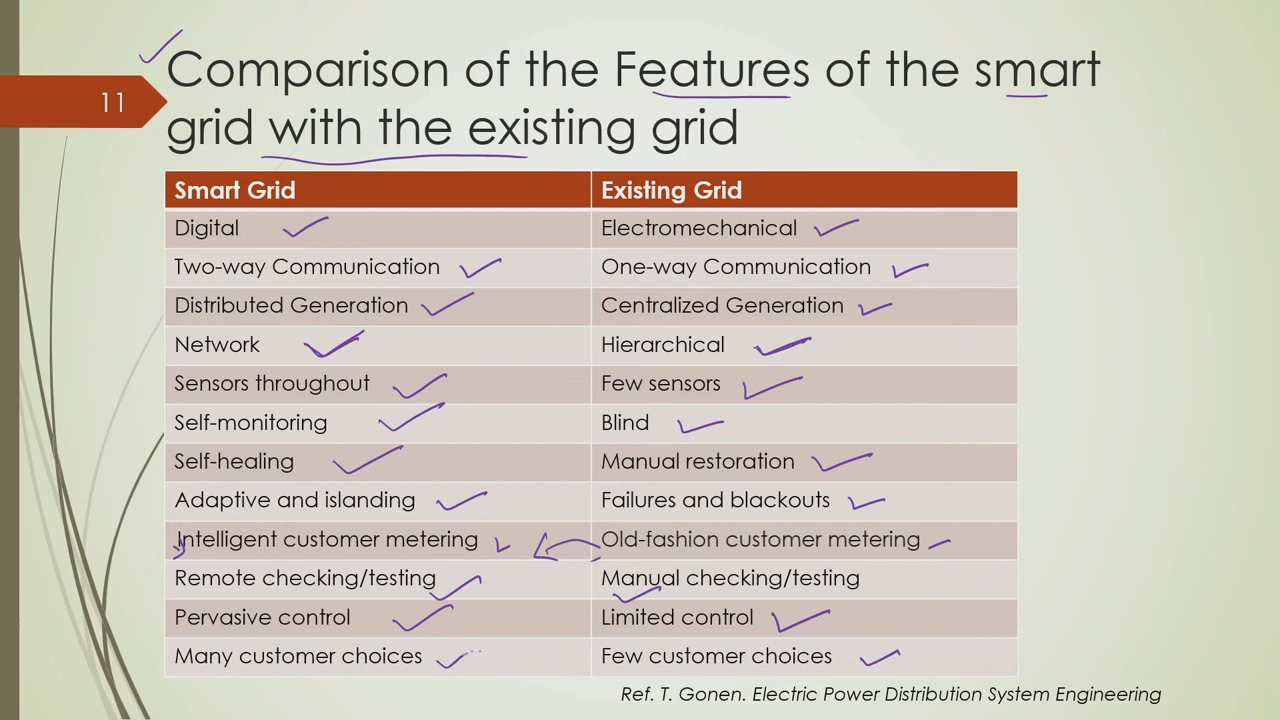 11
Comparison of the Features of the smart
grid with the existing grid
Smart Grid Existing Grid
Digital Electromechanical
Two-way Communication One-way Communication
Distributed Generation Centralized Generation
Network Hierarchical
Sensors throughout Few sensors
Self-monitoring Blind
Self-healing Manual restoration
Adaptive and islanding Failures and blackouts
Intelligent customer metering Old-fashion customer metering
Remote checking/testing Manual checking/testing
Pervasive control Limited control
Many customer choices Few customer choices
Ref. T. Gonen. Electric Power Distribution System Engineering